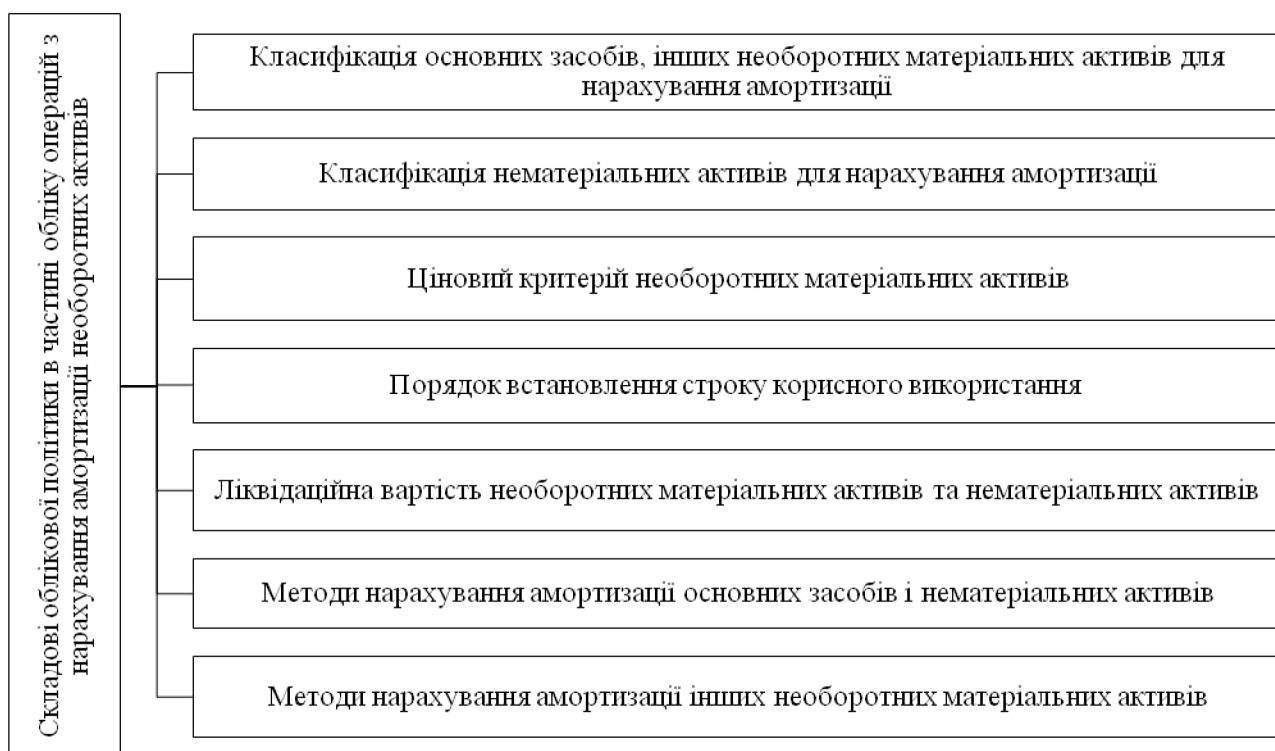 Складові облікової політики в частині обліку операцій з
нарахування амортизації необоротних активів
Класифікація основних засобів, інших необоротних матеріальних активів для
нарахування амортизації
Класифікація нематеріальних активів для нарахування амортизації
Ціновий критерій необоротних матеріальних активів
Порядок встановлення строку корисного використання
Ліквідаційна вартість необоротних матеріальних активів та нематеріальних активів
Методи нарахування амортизації основних засобів і нематеріальних активів
Методи нарахування амортизації інших необоротних матеріальних активів